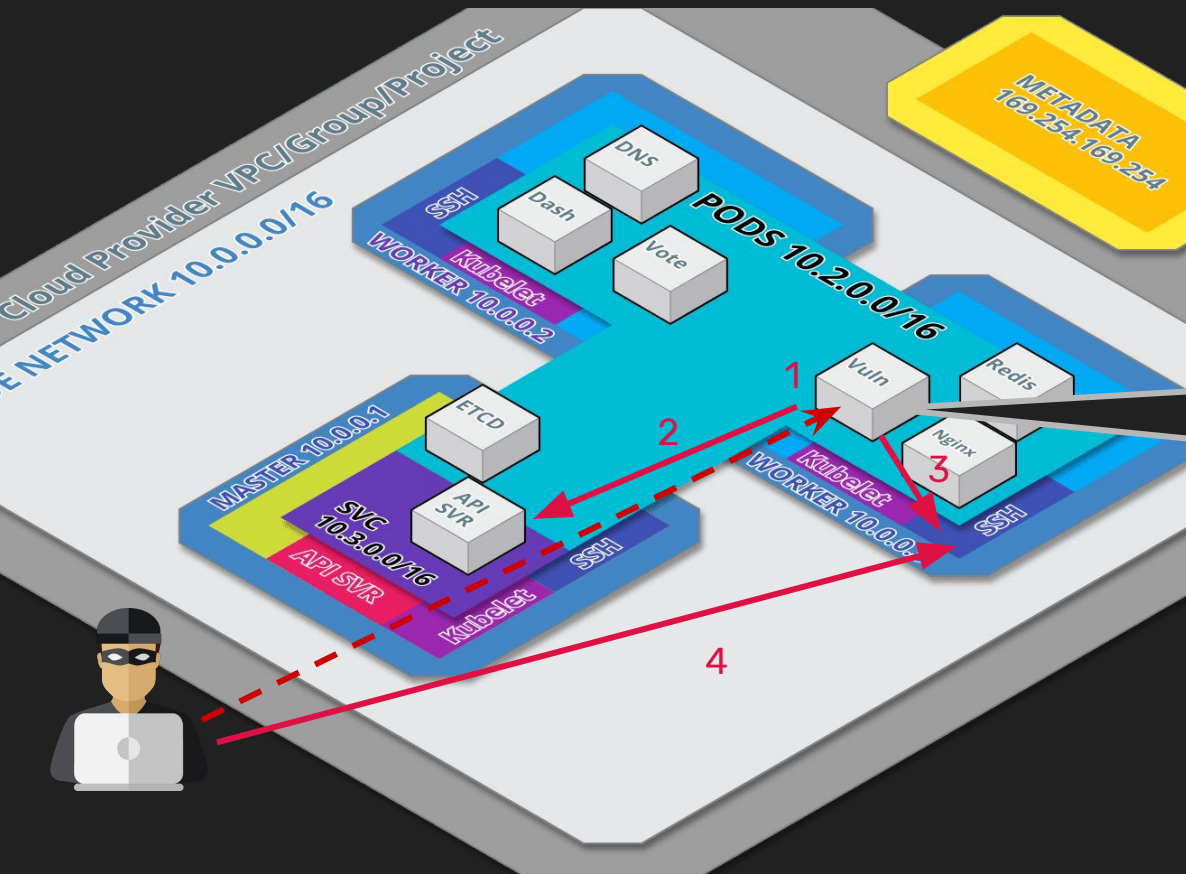 Cloud Provider VPC/Group/Project
NETWORK 10.0.0.0/16
METADATA
169.254.169.254
DNS
Dash
Vote
SSH
Kubelet
WORKER 10.0.0.2
PODS 10.2.0.0/16
Vuln
Redis
Nginx
1
2
3
4
ETCD
MASTER 10.0.0.1
API
SVR
SVC
10.3.0.0/16
API SVR
Kubelet
SSH
Kubelet
WORKER 10.0.0.
SSH